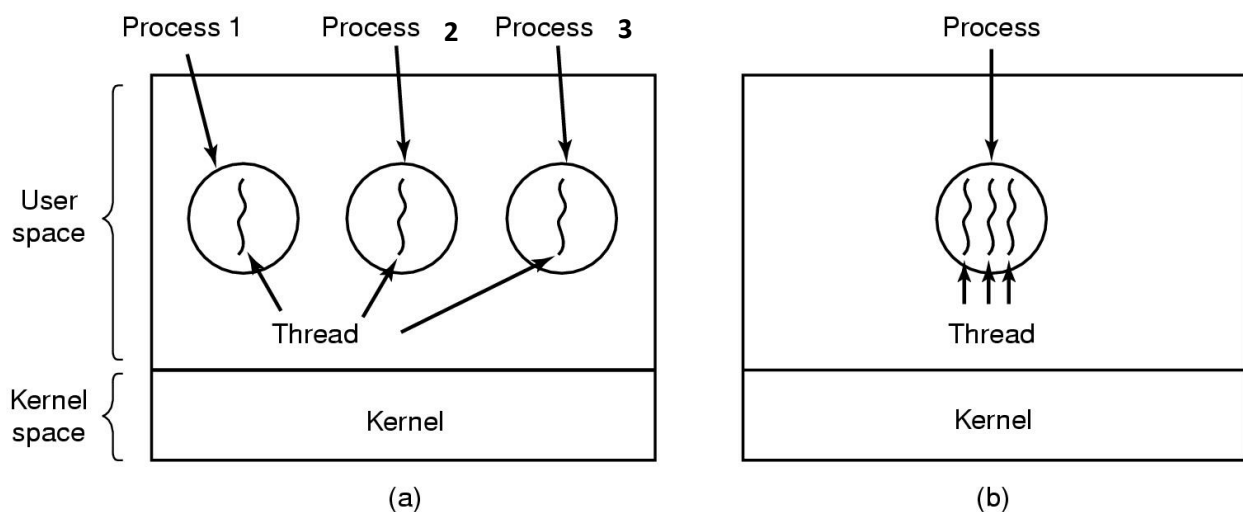 Process 1 Process 2 Process 3 Process
User
space
Thread Thread
Kernel
space
Kernel Kernel
(a) (b)